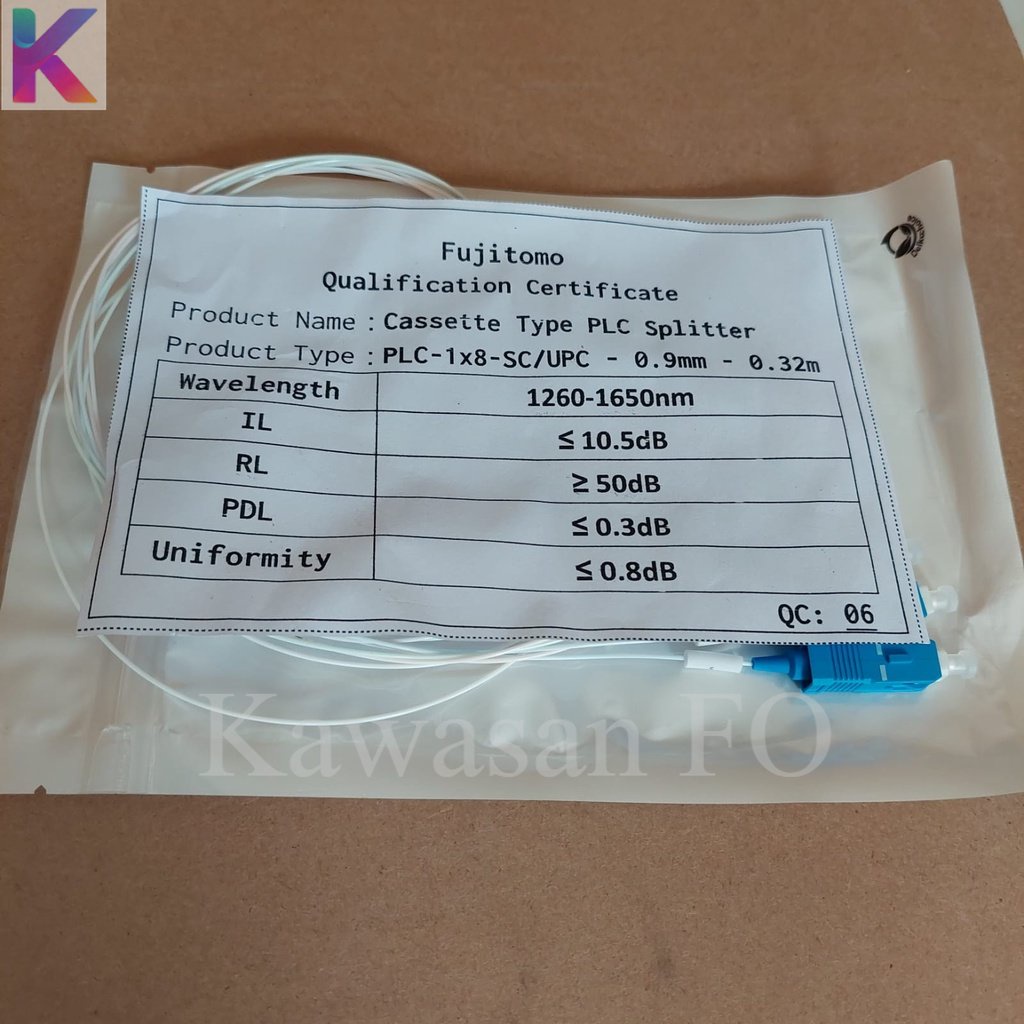 K
Fujitomo
Qualification Certificate
Product Name : Cassette Type PLC Splitter
Product Type : PLC-1x8-SC/UPC - 0.9mm - 0.32m
Wavelength 1260-1650nm
IL ≤ 10.5dB
RL ≥ 50dB
PDL ≤ 0.3dB
Uniformity ≤ 0.8dB
QC: 06
Kawasan FO